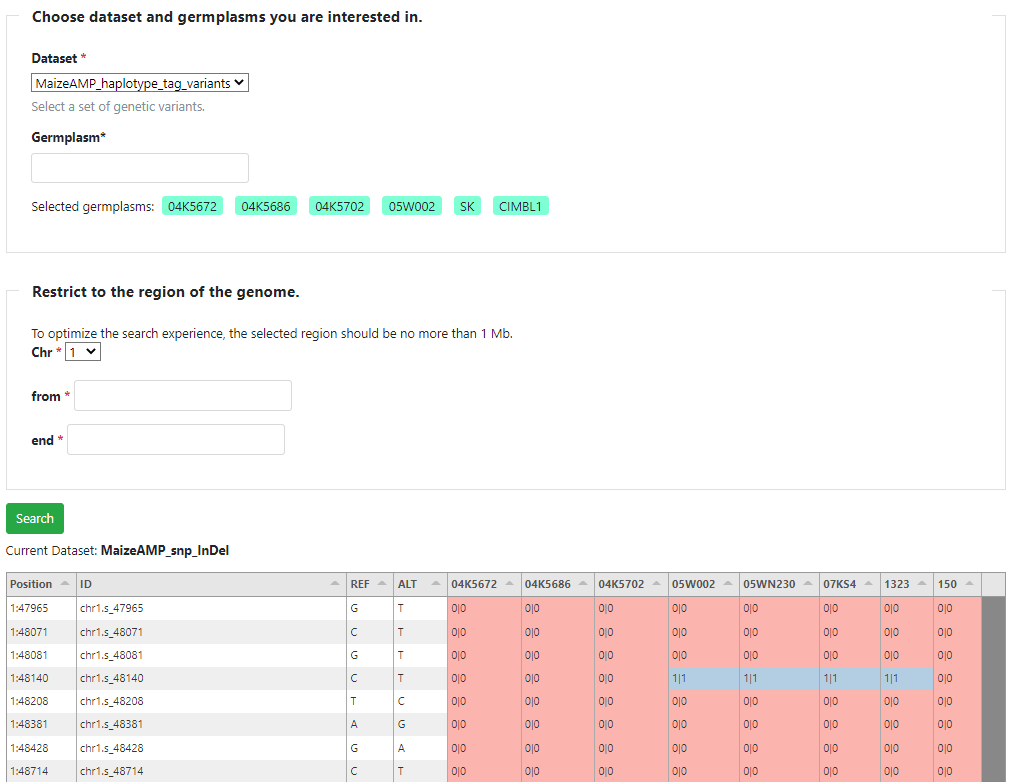 Choose dataset and germplasms you are interested in.
Dataset *
MaizeAMP_haplotype_tag_variants
Select a set of genetic variants.
Germplasm*
Selected germplasms: 04K5672 04K5686 04K5702 05W002 SK CIMBL1
Restrict to the region of the genome.
To optimize the search experience, the selected region should be no more than 1 Mb.
Chr * 1
from *
end *
Search
Current Dataset: MaizeAMP_snp_InDel
Position ID REF ALT 04K5672 04K5686 04K5702 05W002 05WN230 07KS4 1323 150
1:47965 chr1.s_47965 G T 0|0 0|0 0|0 0|0 0|0 0|0 0|0 0|0
1:48071 chr1.s_48071 C T 0|0 0|0 0|0 0|0 0|0 0|0 0|0 0|0
1:48081 chr1.s_48081 G T 0|0 0|0 0|0 0|0 0|0 0|0 0|0 0|0
1:48140 chr1.s_48140 C T 0|0 0|0 0|0 1|1 1|1 1|1 1|1 0|0
1:48208 chr1.s_48208 T C 0|0 0|0 0|0 0|0 0|0 0|0 0|0 0|0
1:48381 chr1.s_48381 A G 0|0 0|0 0|0 0|0 0|0 0|0 0|0 0|0
1:48428 chr1.s_48428 G A 0|0 0|0 0|0 0|0 0|0 0|0 0|0 0|0
1:48714 chr1.s_48714 C T 0|0 0|0 0|0 0|0 0|0 0|0 0|0 0|0